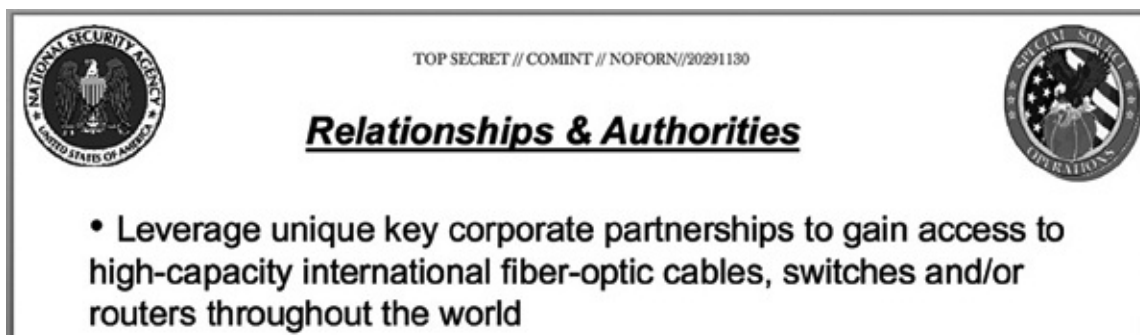 NATIONAL SECURITY AGENCY
UNITED STATES OF AMERICA
TOP SECRET // COMINT // NOFORN//20291130
SPECIAL SOURCE
OPERATIONS
Relationships & Authorities
• Leverage unique key corporate partnerships to gain access to
high-capacity international fiber-optic cables, switches and/or
routers throughout the world